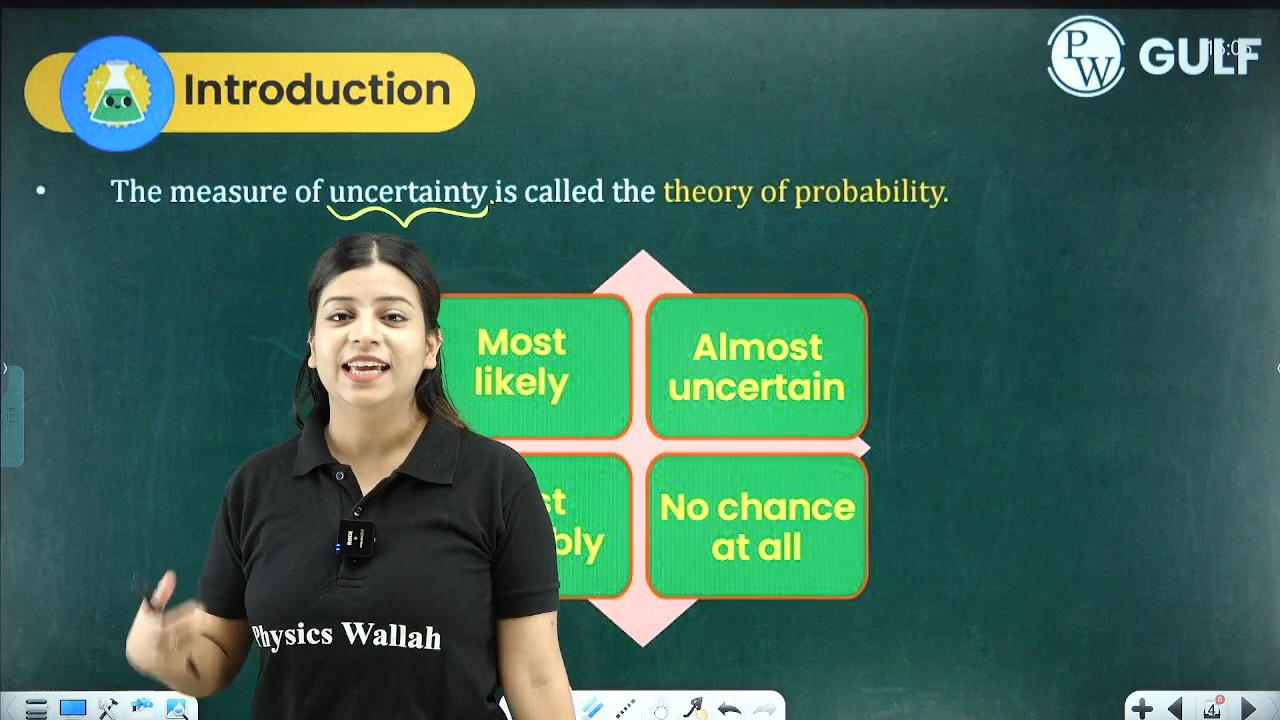 Introduction
PW GULF
• The measure of uncertainty is called the theory of probability.
Most
likely
Almost
uncertain
No chance
at all
Physics Wallah
4